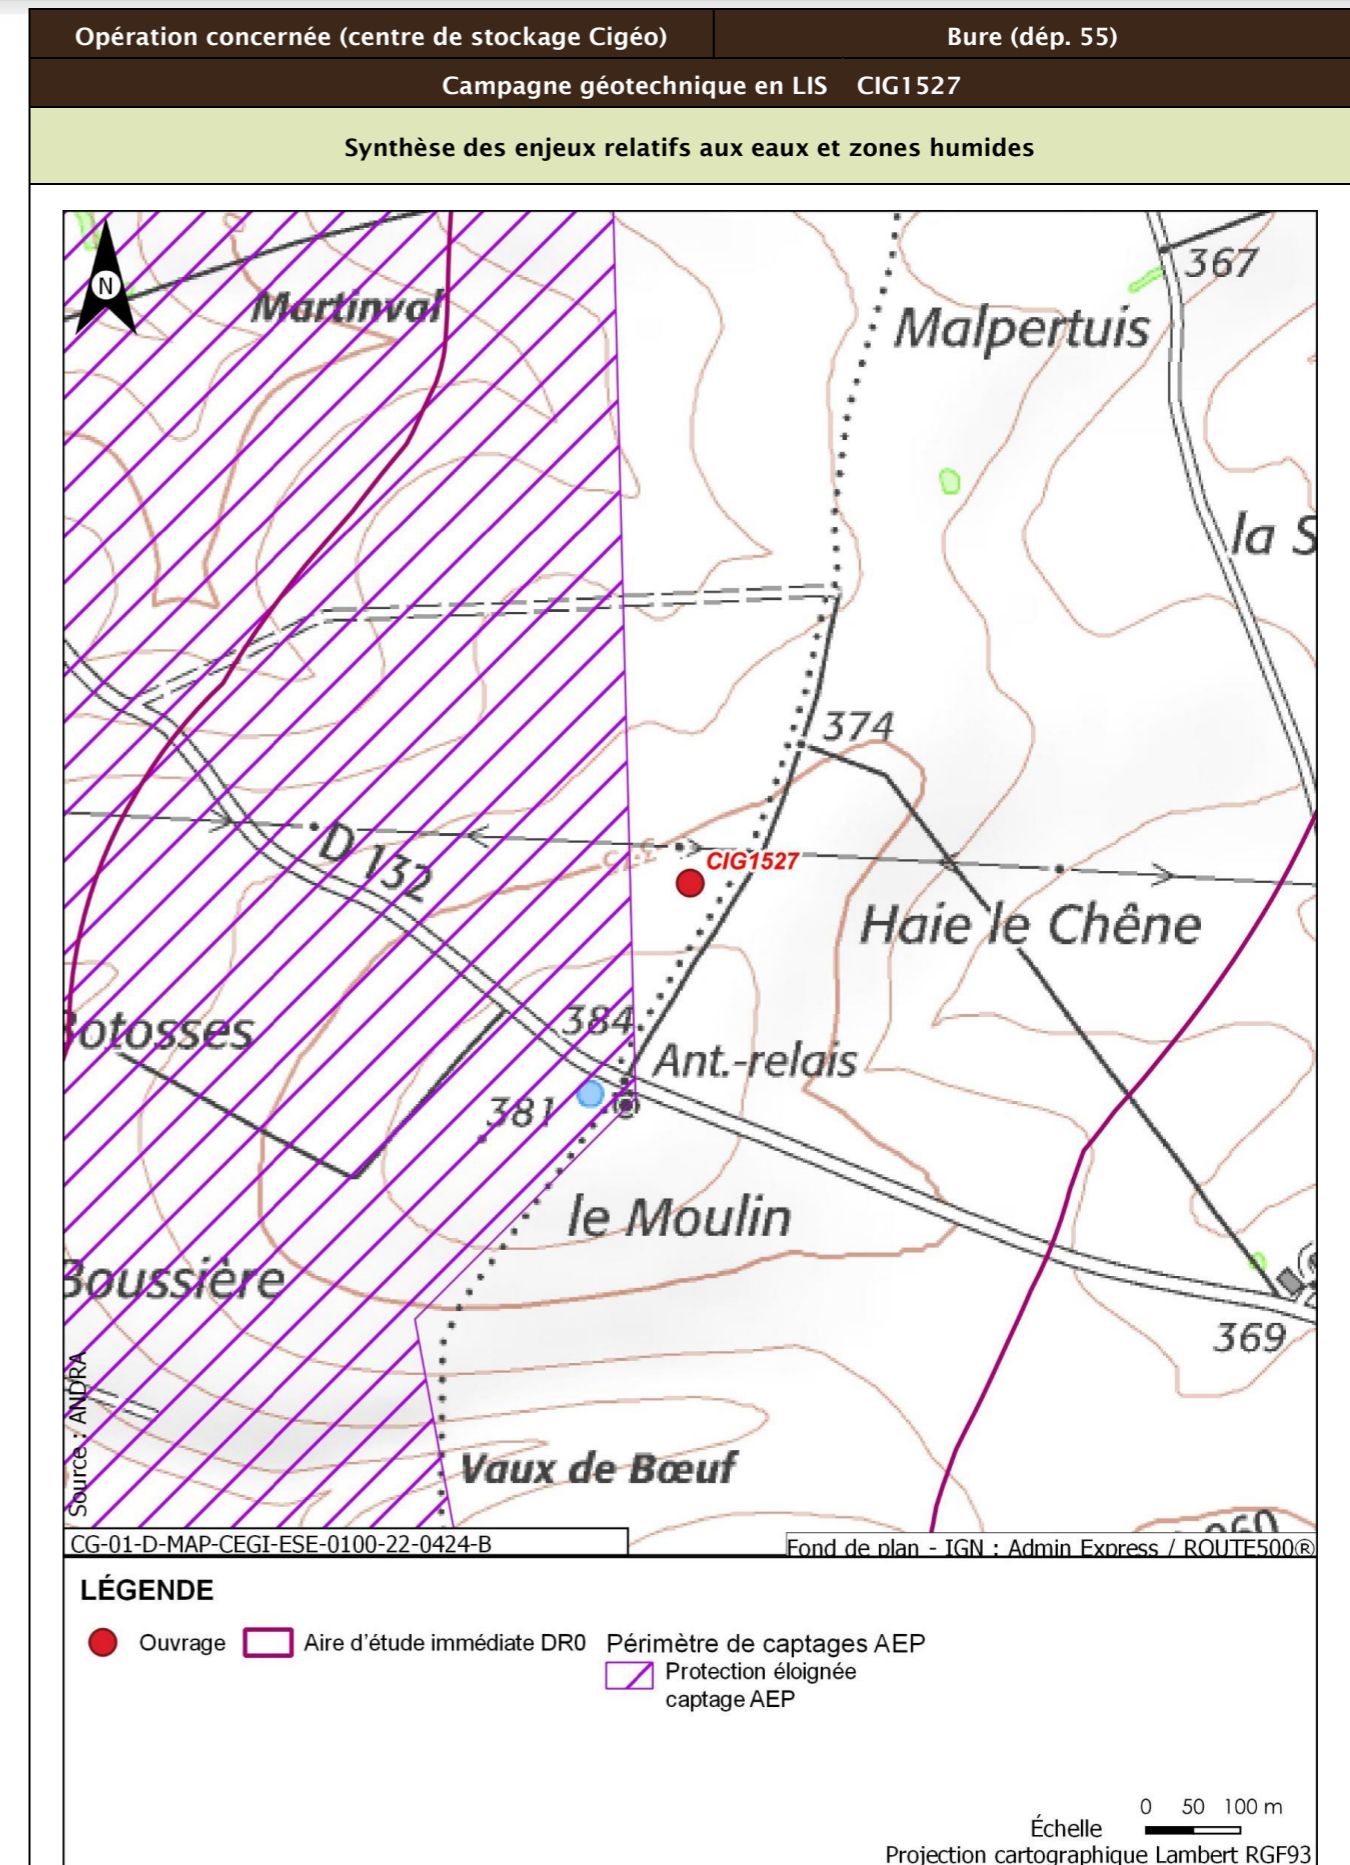 Opération concernée (centre de stockage Cigéo) Bure (dép. 55)
Campagne géotechnique en LIS CIG1527
Synthèse des enjeux relatifs aux eaux et zones humides
N
Martinval
367
Malpertuis
la S
374
D 132
CIG1527
Haie le Chêne
384
Botosses
Ant.-relais
381
le Moulin
Boussière
369
Source : ANDRA
Vaux de Bœuf
CG-01-D-MAP-CEGI-ESE-0100-22-0424-B
Fond de plan - IGN : Admin Express / ROUTE500®
LÉGENDE
Ouvrage
Aire d'étude immédiate DR0
Périmètre de captages AEP
Protection éloignée
captage AEP
0 50 100 m
Échelle
Projection cartographique Lambert RGF93